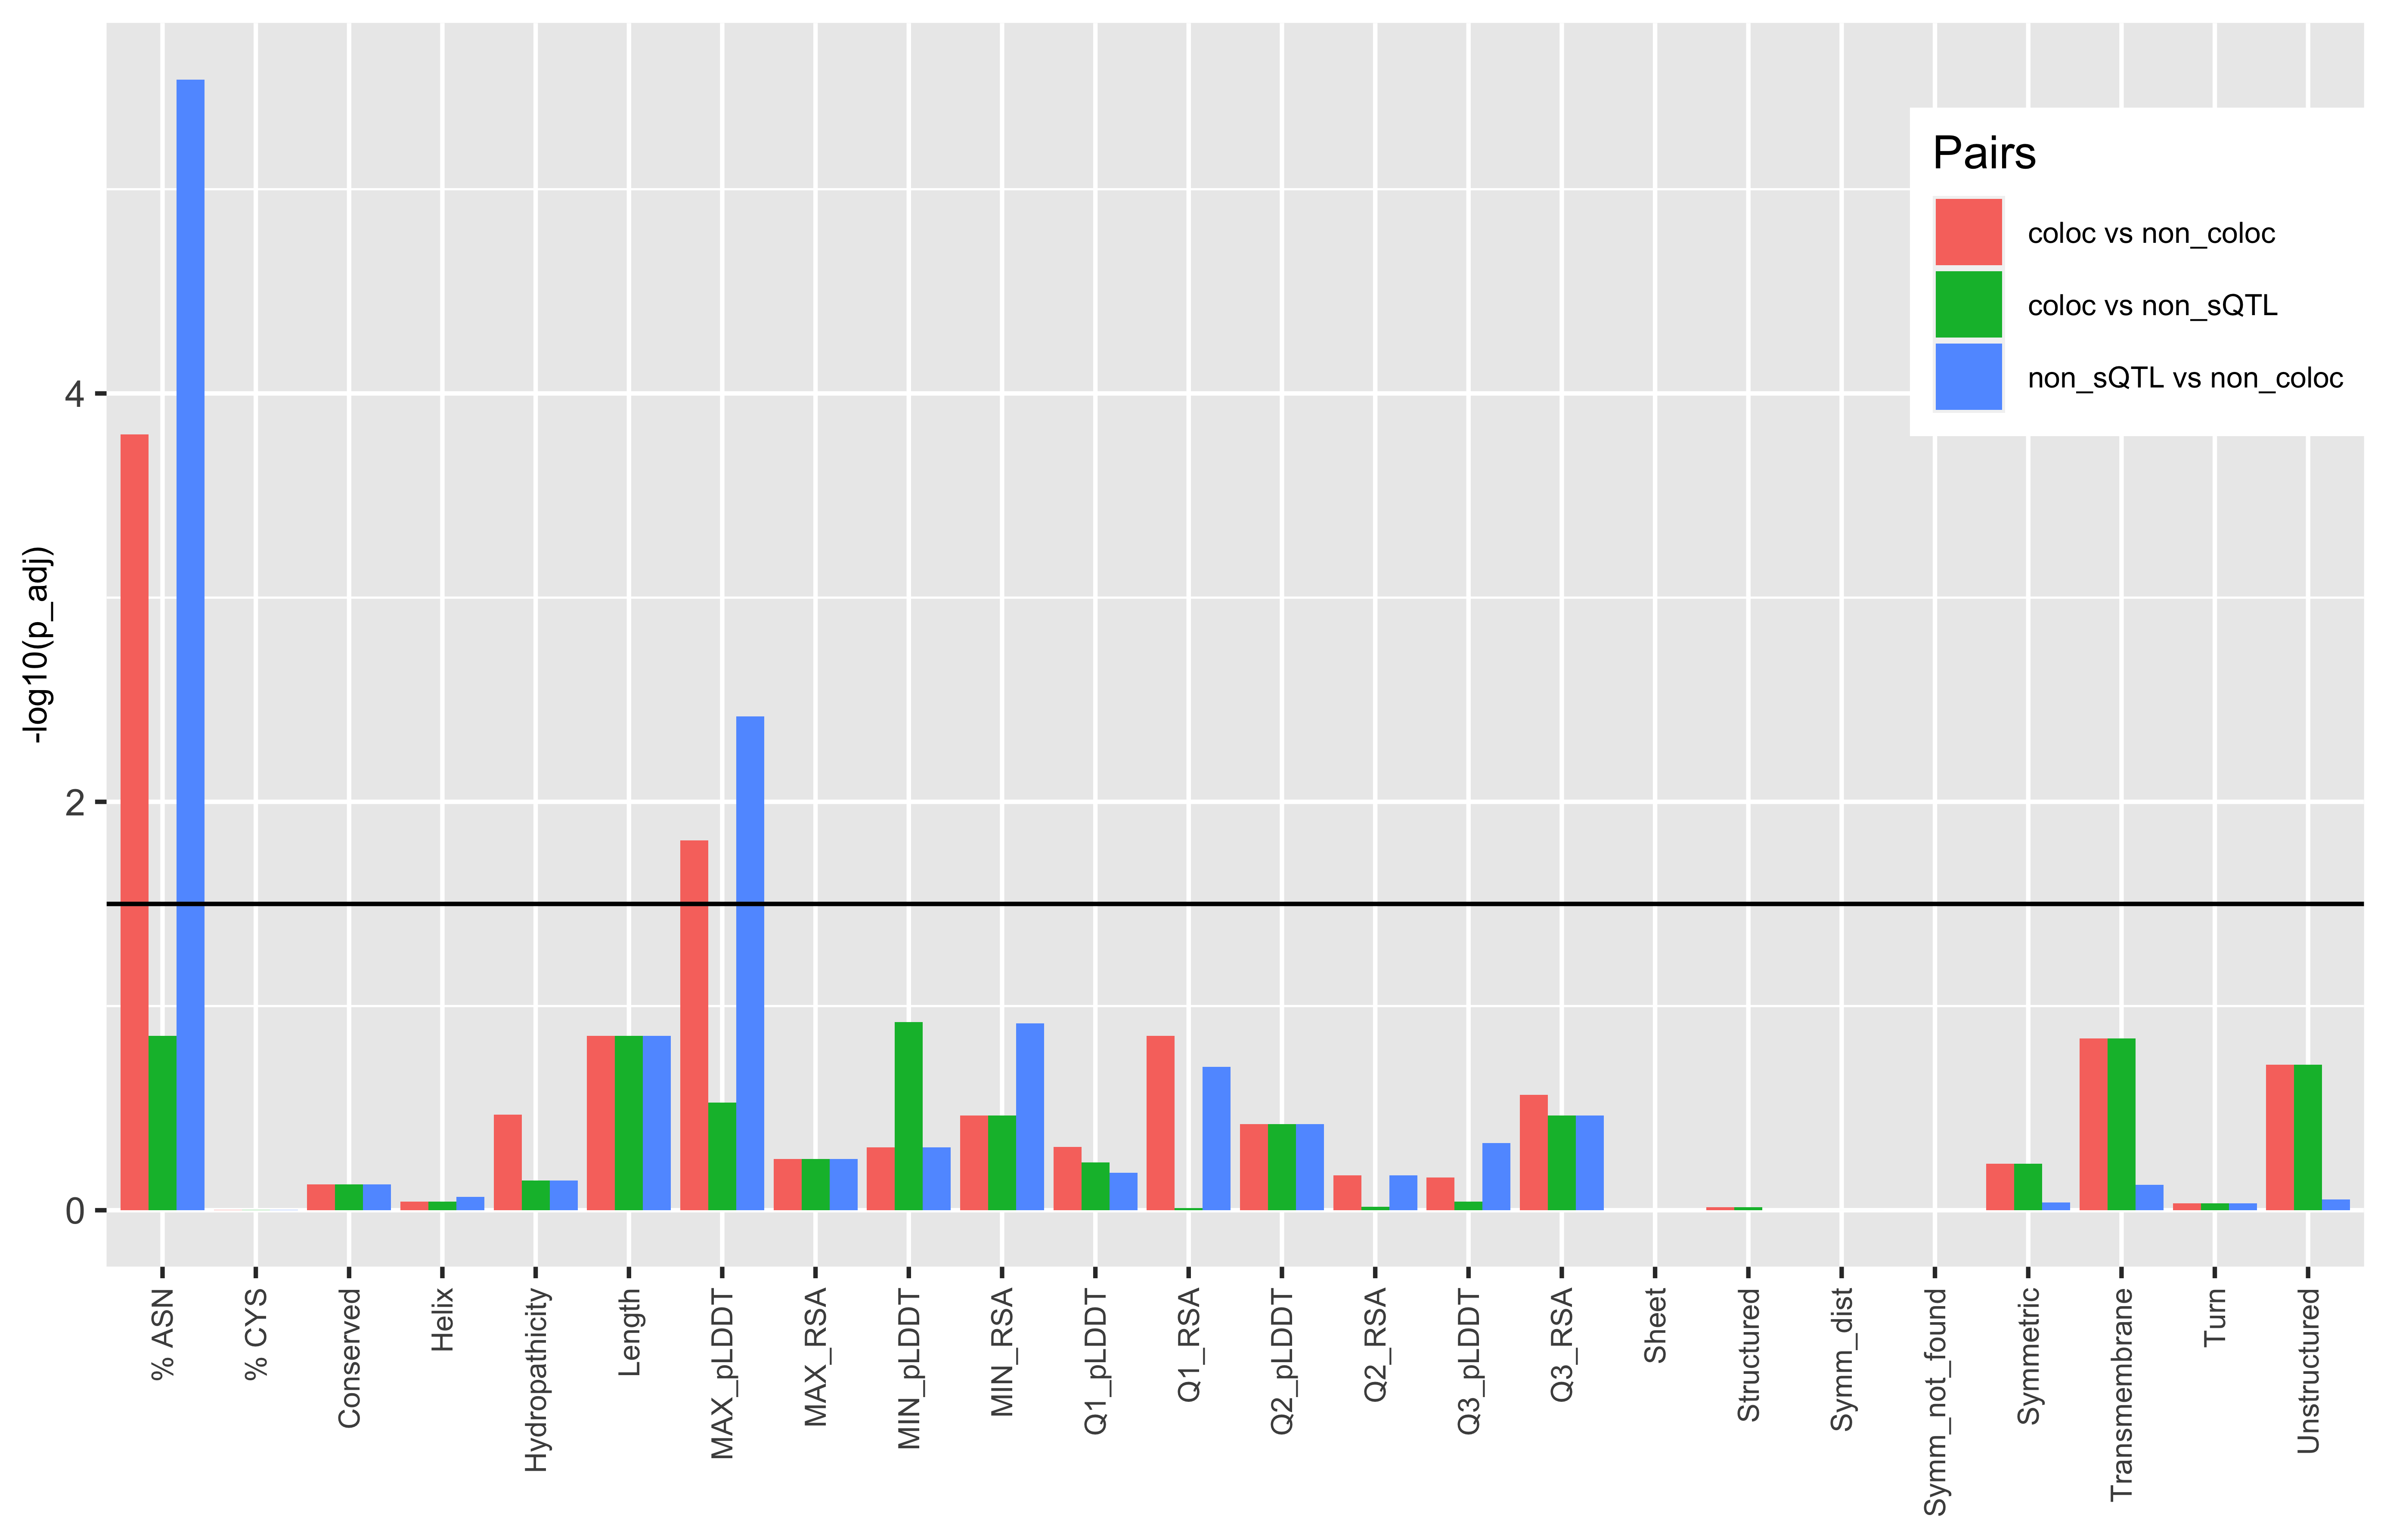 Pairs
coloc vs non_coloc
coloc vs non_sQTL
non_sQTL vs non_coloc
-log10(p_adj)
4
2
0
% ASN
% CYS
Conserved
Helix
Hydropathicity
Length
MAX_pLDDT
MAX_RSA
MIN_pLDDT
MIN_RSA
Q1_pLDDT
Q1_RSA
Q2_pLDDT
Q2_RSA
Q3_pLDDT
Q3_RSA
Sheet
Structured
Symm_dist
Symm_not_found
Symmetric
Transmembrane
Turn
Unstructured